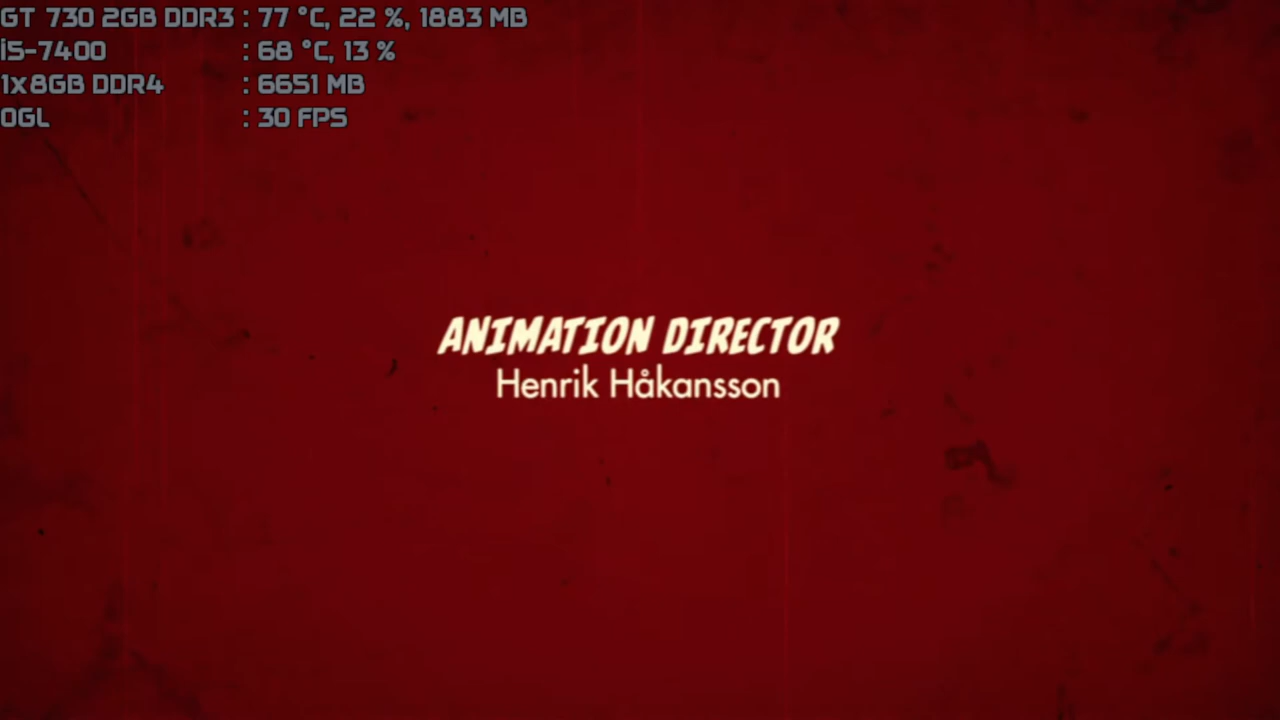 GT 730 2GB DDR3 : 77 °C, 22 %, 1883 MB
i5-7400 : 68 °C, 13 %
1x8GB DDR4 : 6651 MB
OGL : 30 FPS
ANIMATION DIRECTOR
Henrik Håkansson